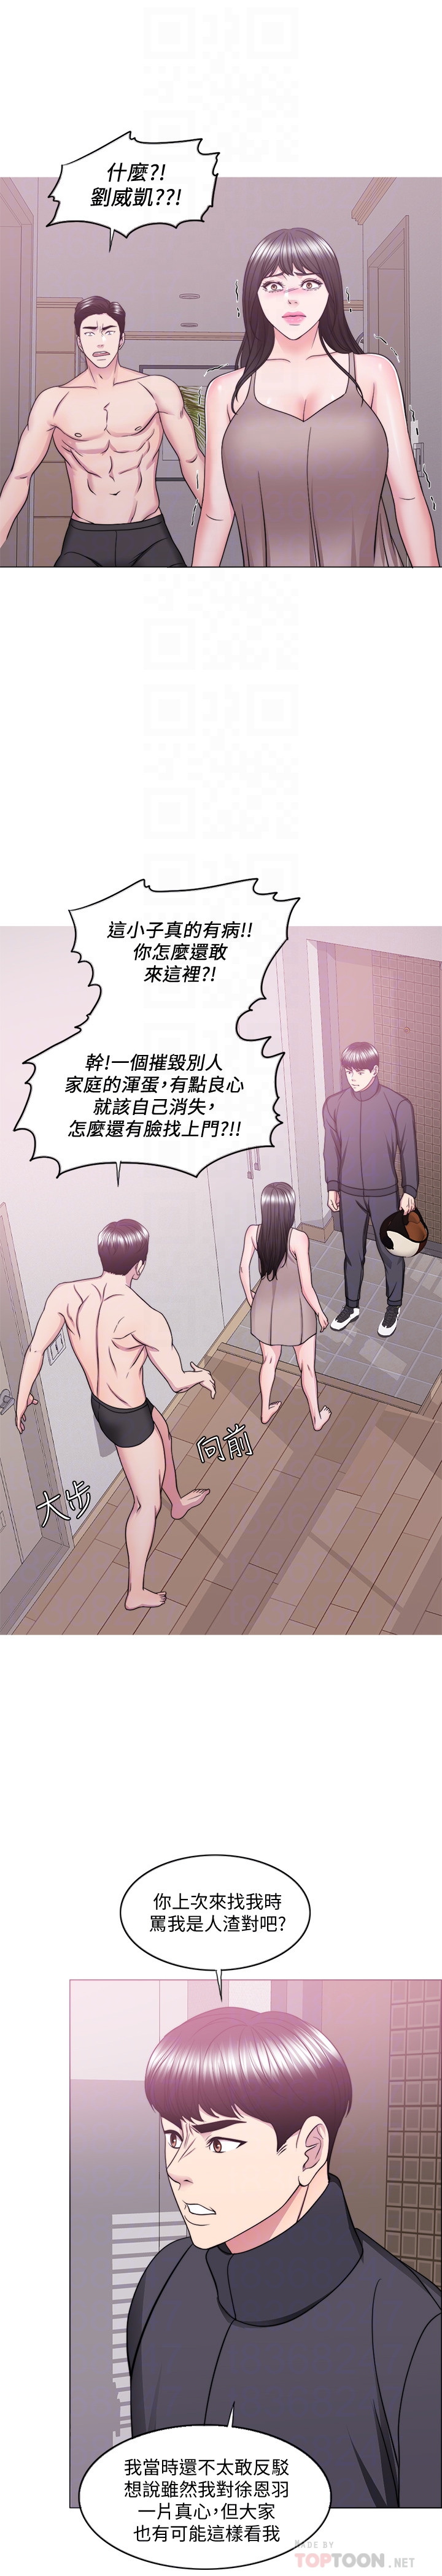 什麼?!
劉威凱??!
這小子真的有病!!
你怎麼還敢
來這裡?!
幹!一個摧毀別人
家庭的渾蛋,有點良心
就該自己消失,
怎麼還有臉找上門?!!
向前
大步
你上次來找我時
罵我是人渣對吧?
我當時還不太敢反駁
想說雖然我對徐恩羽
一片真心,但大家
也有可能這樣看我
MADE BY
TOPTOON.NET